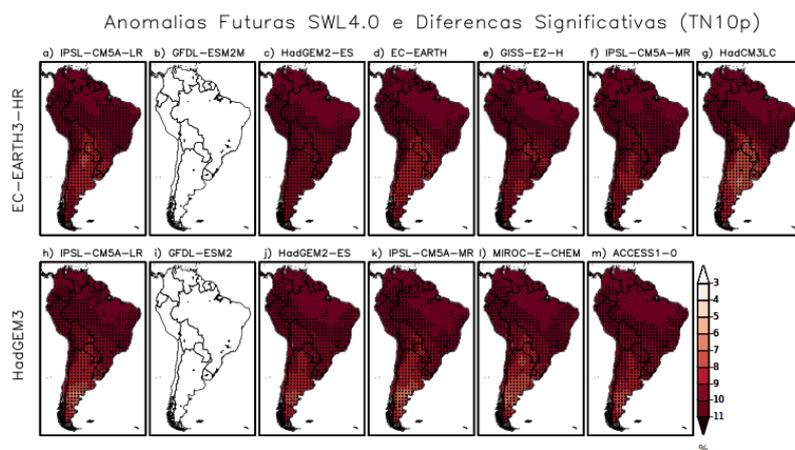 Anomalias Futuras SWL4.0 e Diferencas Significativas (TN10p)
a) IPSL-CM5A-LR b) GFDL-ESM2M c) HadGEM2-ES d) EC-EARTH e) GISS-E2-H f) IPSL-CM5A-MR g) HadCM3LC
EC-EARTH3-HR
h) IPSL-CM5A-LR i) GFDL-ESM2 j) HadGEM2-ES k) IPSL-CM5A-MR l) MIROC-E-CHEM m) ACCESS1-0
HadGEM3
3
4
5
6
7
8
9
10
11
%